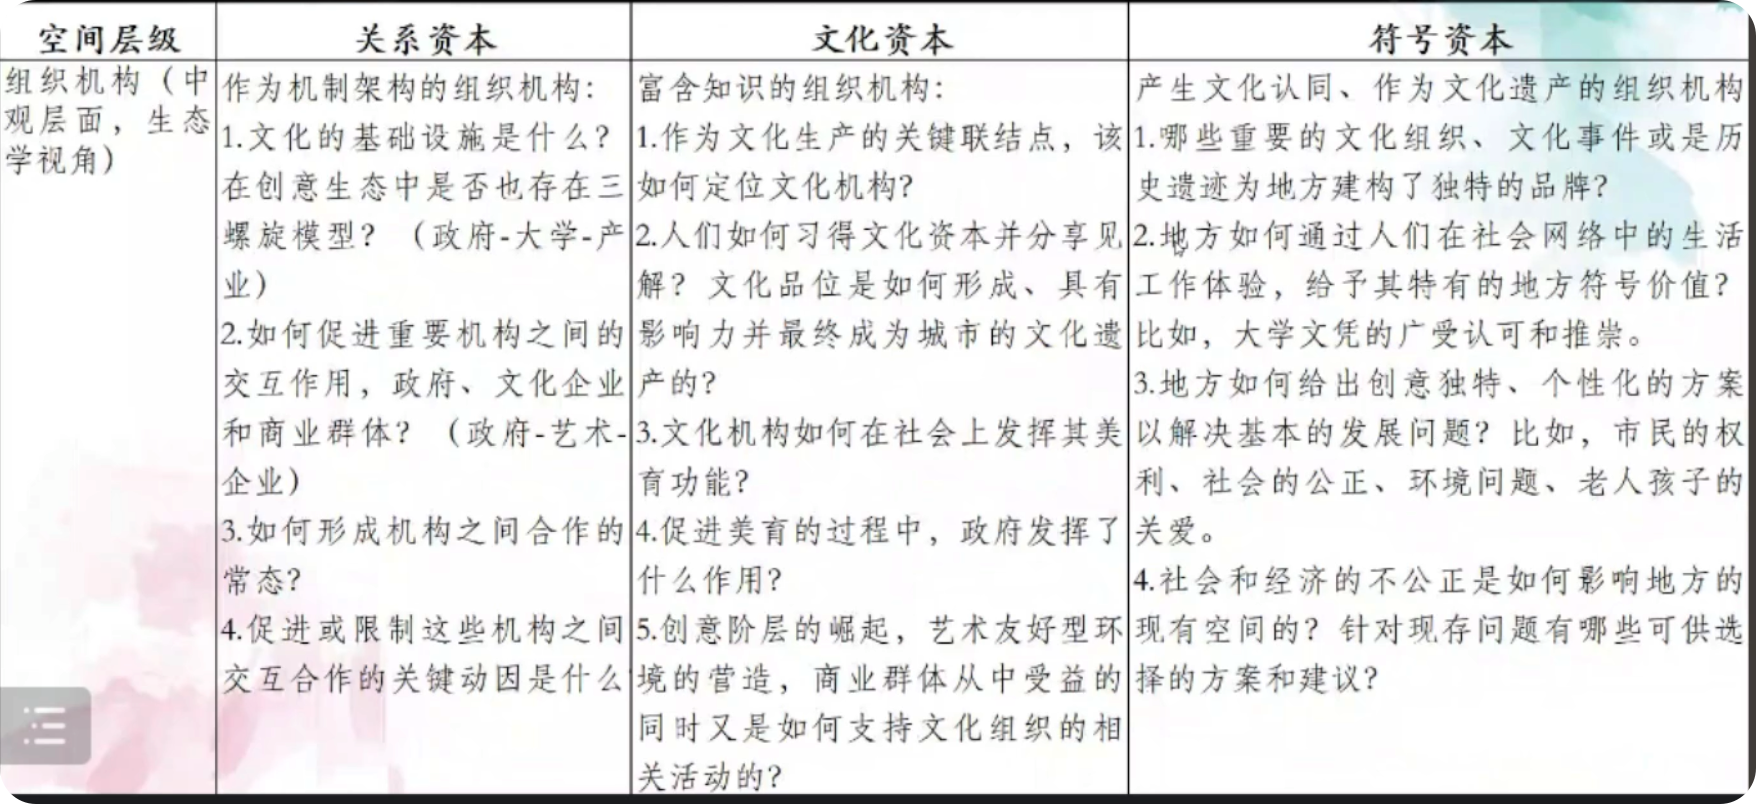 空间层级
关系资本
文化资本
符号资本
组织机构（中
观层面，生态
学视角）
作为机制架构的组织机构：
1.文化的基础设施是什么？
在创意生态中是否也存在三
螺旋模型？（政府-大学-产
业）
2.如何促进重要机构之间的
交互作用，政府、文化企业
和商业群体？（政府-艺术-
企业）
3.如何形成机构之间合作的
常态？
4.促进或限制这些机构之间
交互合作的关键动因是什么
富含知识的组织机构：
1.作为文化生产的关键联结点，该
如何定位文化机构？
2.人们如何习得文化资本并分享见
解？文化品位是如何形成、具有
影响力并最终成为城市的文化遗
产的？
3.文化机构如何在社会上发挥其美
育功能？
4.促进美育的过程中，政府发挥了
什么作用？
5.创意阶层的崛起，艺术友好型环
境的营造，商业群体从中受益的
同时又是如何支持文化组织的相
关活动的？
产生文化认同、作为文化遗产的组织机构
1.哪些重要的文化组织、文化事件或是历
史遗迹为地方建构了独特的品牌？
2.地方如何通过人们在社会网络中的生活
工作体验，给予其特有的地方符号价值？
比如，大学文凭的广受认可和推崇。
3.地方如何给出创意独特、个性化的方案
以解决基本的发展问题？比如，市民的权
利、社会的公正、环境问题、老人孩子的
关爱。
4.社会和经济的不公正是如何影响地方的
现有空间的？针对现存问题有哪些可供选
择的方案和建议？